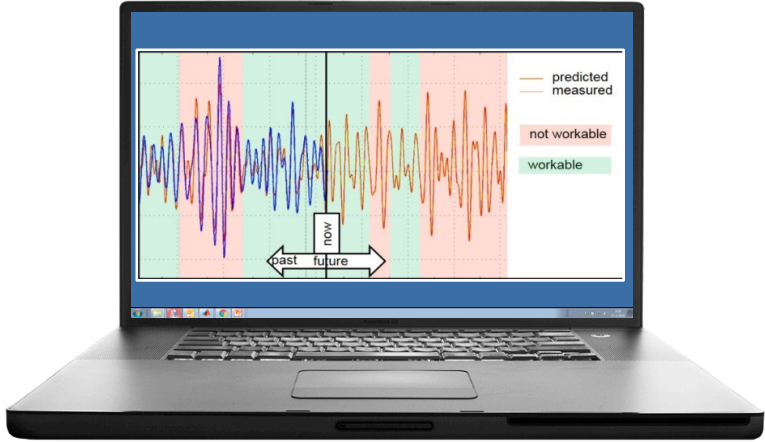 predicted
measured
not workable
workable
now
past future